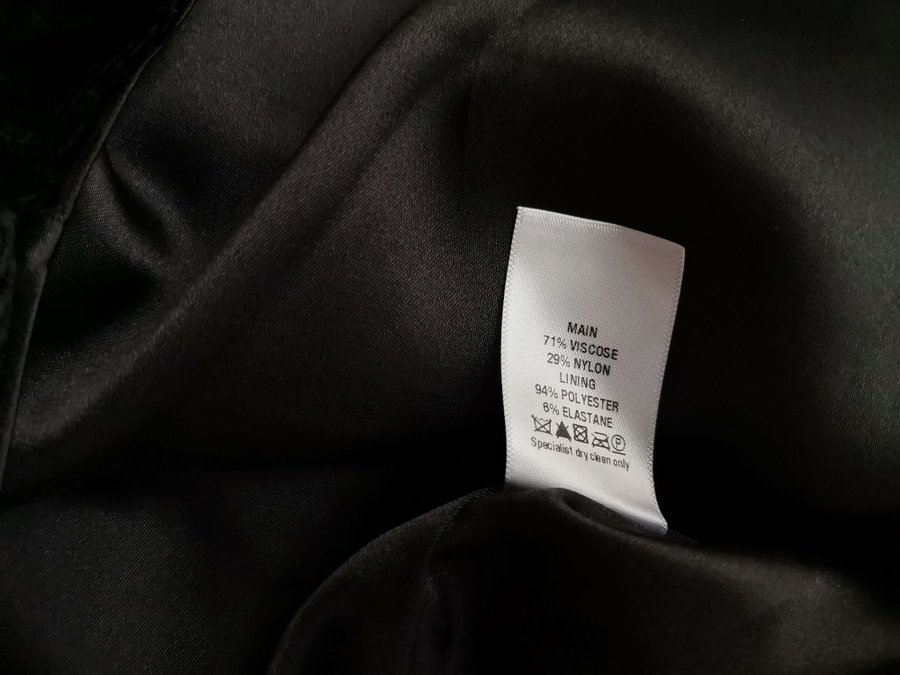 MAIN
71% VISCOSE
29% NYLON
LINING
94% POLYESTER
6% ELASTANE
P
Specialist dry clean only